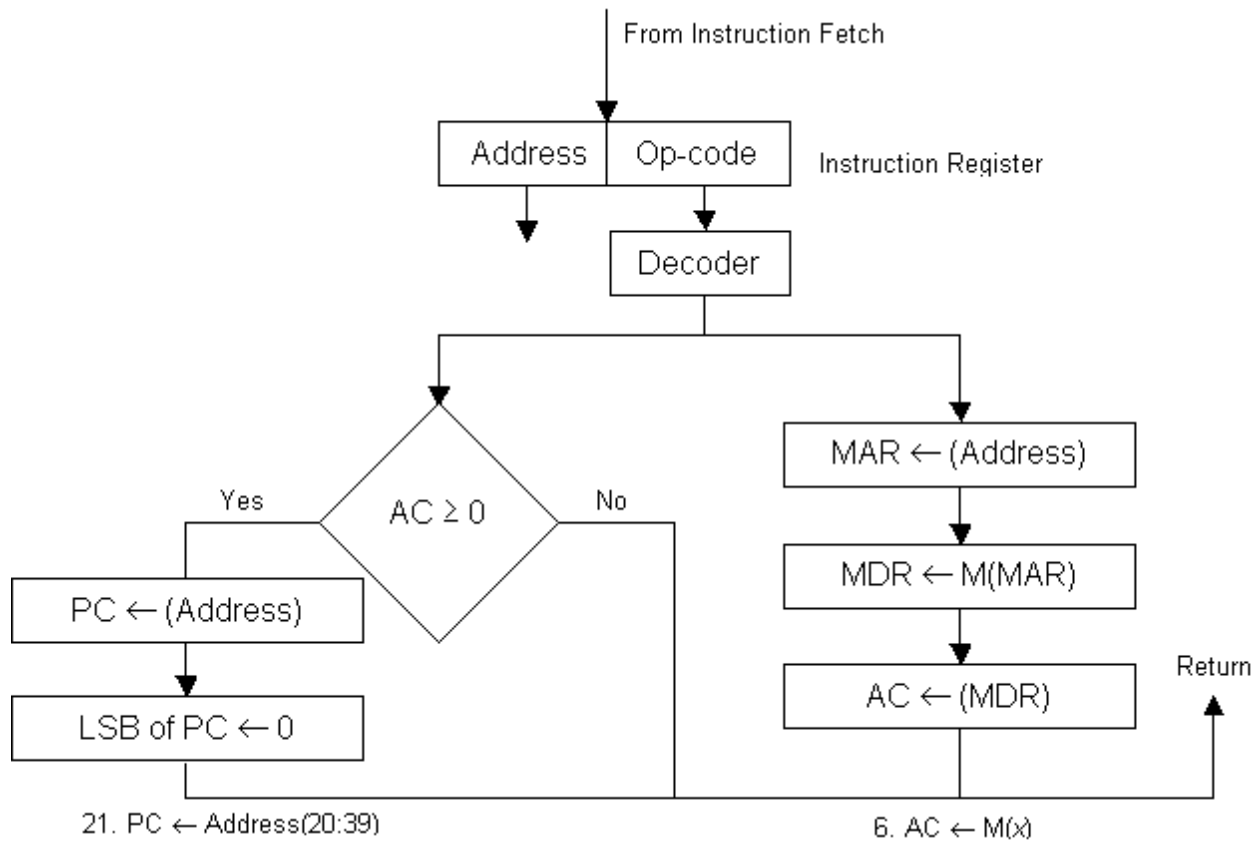 From Instruction Fetch
Address
Op-code
Instruction Register
Decoder
AC ≥ 0
Yes
No
PC ← (Address)
LSB of PC ← 0
MAR ← (Address)
MDR ← M(MAR)
AC ← (MDR)
Return
21. PC ← Address(20:39)
6. AC ← M(x)